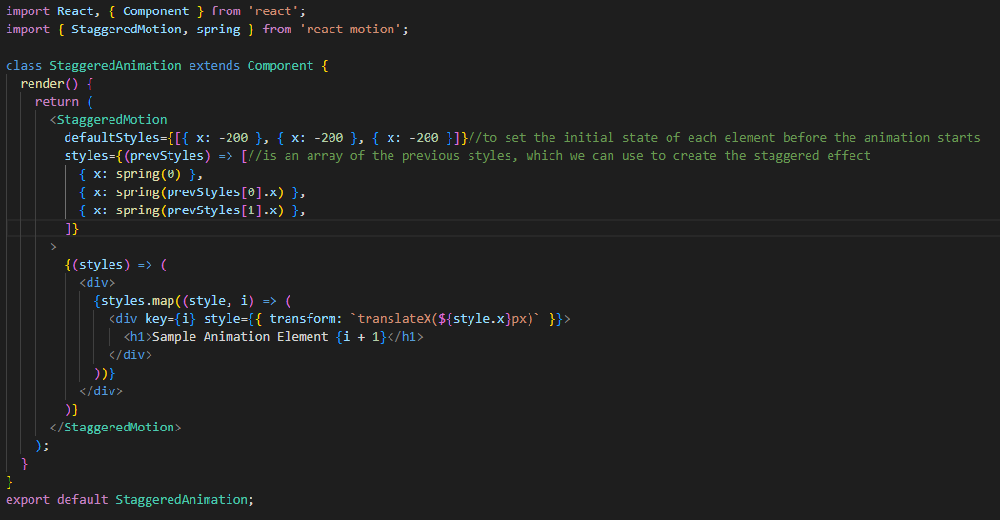 import React, { Component } from 'react';
import { StaggeredMotion, spring } from 'react-motion';

class StaggeredAnimation extends Component {
  render() {
    return (
      <StaggeredMotion
        defaultStyles={[{ x: -200 }, { x: -200 }, { x: -200 }]}//to set the initial state of each element before the animation starts
        styles={(prevStyles) => [//is an array of the previous styles, which we can use to create the staggered effect
          { x: spring(0) },
          { x: spring(prevStyles[0].x) },
          { x: spring(prevStyles[1].x) },
        ]}
      >
        {(styles) => (
          <div>
            {styles.map((style, i) => (
              <div key={i} style={{ transform: `translateX(${style.x}px)` }}>
                <h1>Sample Animation Element {i + 1}</h1>
              </div>
            ))}
          </div>
        )}
      </StaggeredMotion>
    );
  }
}
export default StaggeredAnimation;